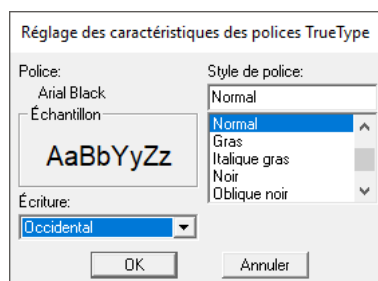 Réglage des caractéristiques des polices TrueType
Police:
Arial Black
Échantillon
AaBbYyZz
Écriture:
Occidental
Style de police:
Normal
Normal
Gras
Italique gras
Noir
Oblique noir
OK
Annuler